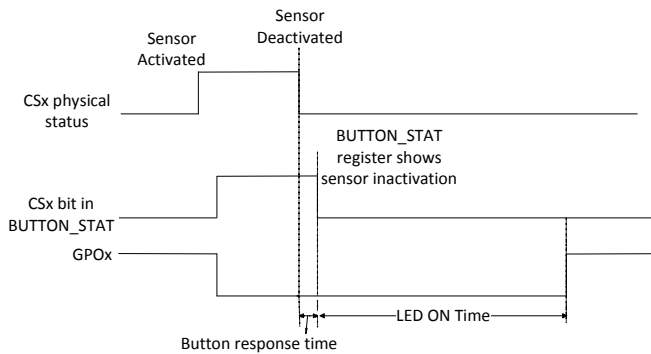 Sensor
Deactivated
Sensor
Activated
CSx physical
status
BUTTON_STAT
register shows
sensor inactivation
CSx bit in
BUTTON_STAT
GPOx
LED ON Time
Button response time